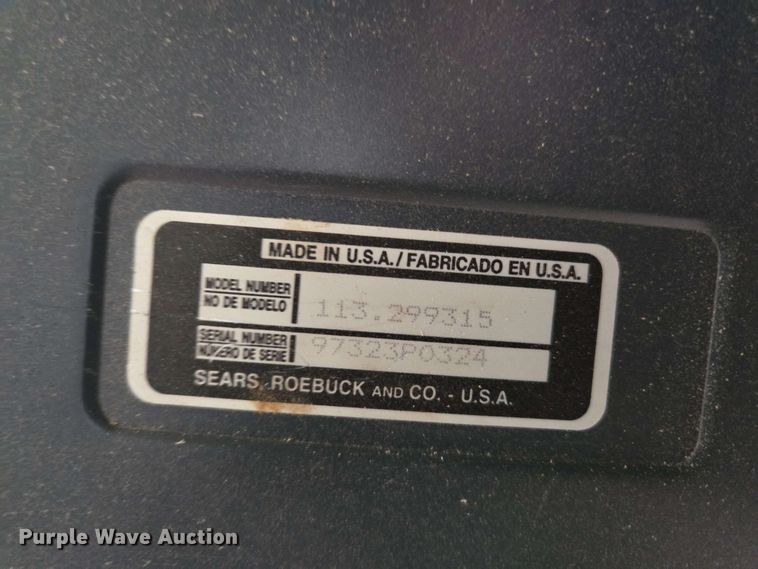 MADE IN U.S.A./FABRICADO EN U.S.A.
MODEL NUMBER
NO DE MODELO
113.299315
SERIAL NUMBER
NÚMERO DE SERIE
97323P0324
SEARS, ROEBUCK AND CO. - U.S.A.
Purple Wave Auction